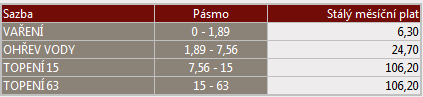 Sazba Pásmo Stálý měsíční plat
VAŘENÍ 0 - 1,89 6,30
OHŘEV VODY 1,89 - 7,56 24,70
TOPENÍ 15 7,56 - 15 106,20
TOPENÍ 63 15 - 63 106,20